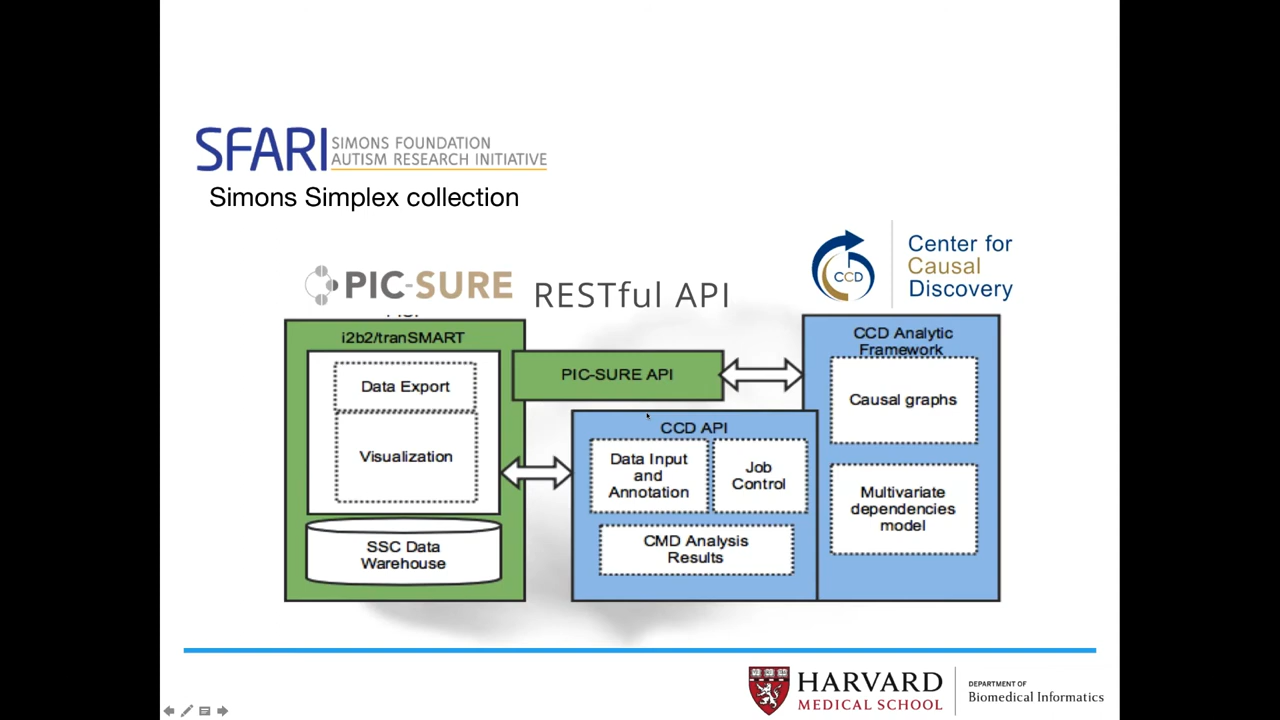 SFARI
SIMONS FOUNDATION
AUTISM RESEARCH INITIATIVE
Simons Simplex collection
CCD
Center for
Causal
Discovery
PIC-SURE
RESTful API
i2b2/tranSMART
Data Export
Visualization
SSC Data
Warehouse
PIC-SURE API
CCD API
Data Input
and
Annotation
Job
Control
CMD Analysis
Results
CCD Analytic
Framework
Causal graphs
Multivariate
dependencies
model
HARVARD
MEDICAL SCHOOL
DEPARTMENT OF
Biomedical Informatics